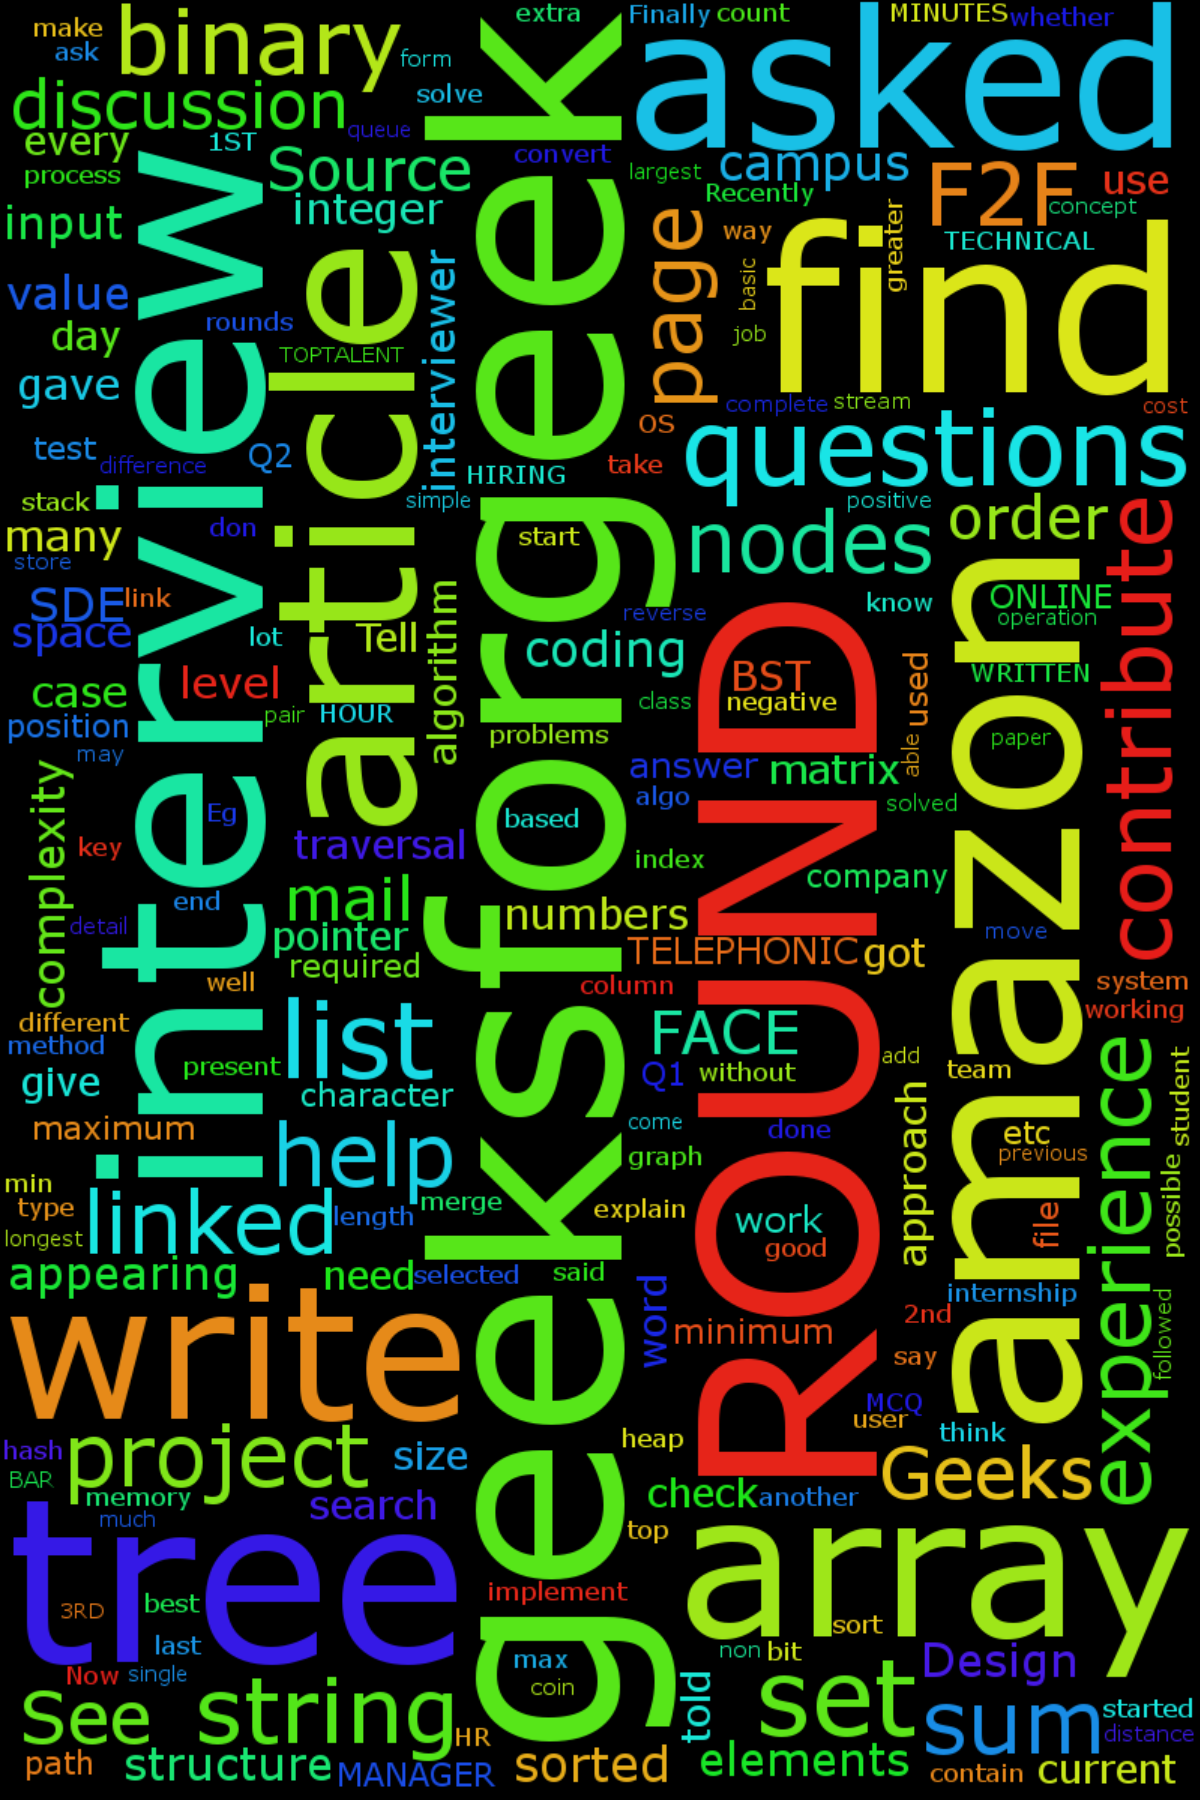 make
ask
binary
form
extra
Finally
count
MINUTES
whether
asked
discussion
solve
queue
every
1ST
process
Source
integer
convert
largest
campus
Recently
F2F
use
concept
TECHNICAL
input
value
day
gave
rounds
TOPTALENT
interview
article
interviewer
geeksforgeek
page
way
basic
job
greater
find
complete
stream
cost
OS
questions
test
difference
Q2
HIRING
take
simple
positive
stack
many
store
don
start
nodes
order
contribute
SDE
link
space
lot
Tell
algorithm
reverse
know
ONLINE
operation
coding
case
level
position
pair
HOUR
may
class
problems
BST
negative
used
able
WRITTEN
paper
amazon
ROUND
complexity
key
Eg
traversal
based
answer
algo
matrix
solved
index
company
end
detail
mail
pointer
required
numbers
TELEPHONIC
got
move
well
column
system
working
different
method
give
present
list
character
FACE
Q1
without
add
team
maximum
help
come
graph
done
approach
etc
previous
experience
student
possible
followed
min
type
longest
linked
length
merge
explain
work
good
file
appearing
need
selected
said
word
minimum
internship
2nd
say
write
MCQ
user
think
project
size
heap
Geeks
hash
BAR
memory
much
search
check
another
top
tree
array
implement
3RD
best
last
Now
single
max
coin
told
sort
non
bit
Design
See
string
HR
set
sum
started
distance
path
structure
MANAGER
sorted
elements
contain
current